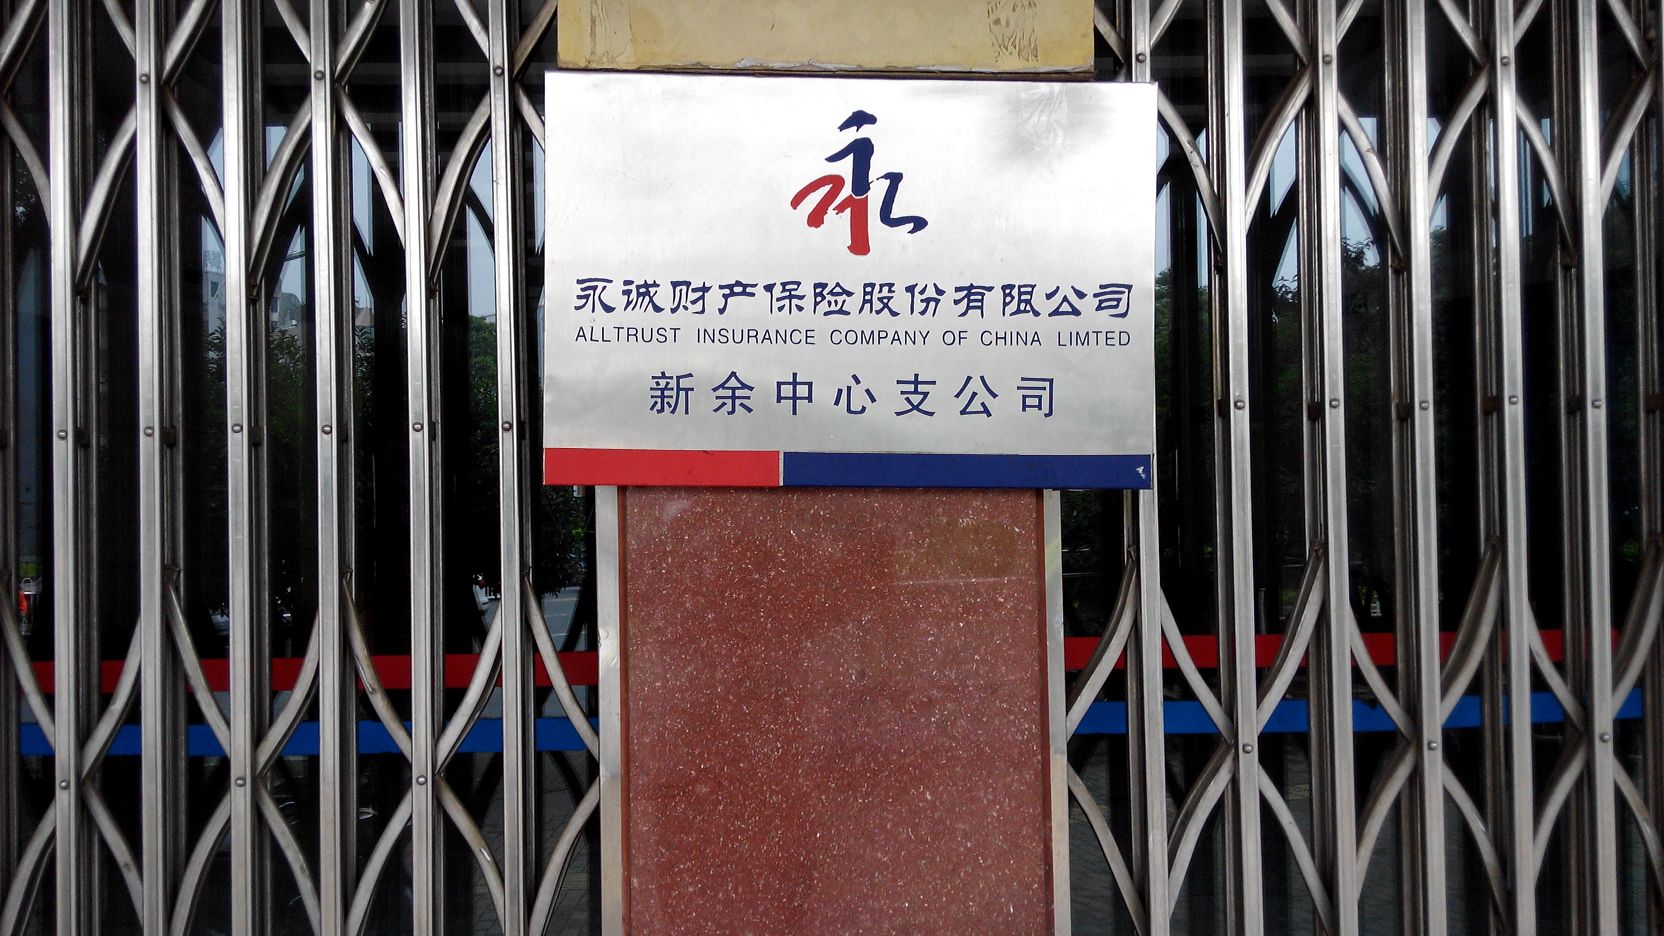 永
永诚财产保险股份有限公司
ALLTRUST INSURANCE COMPANY OF CHINA LIMTED
新余中心支公司